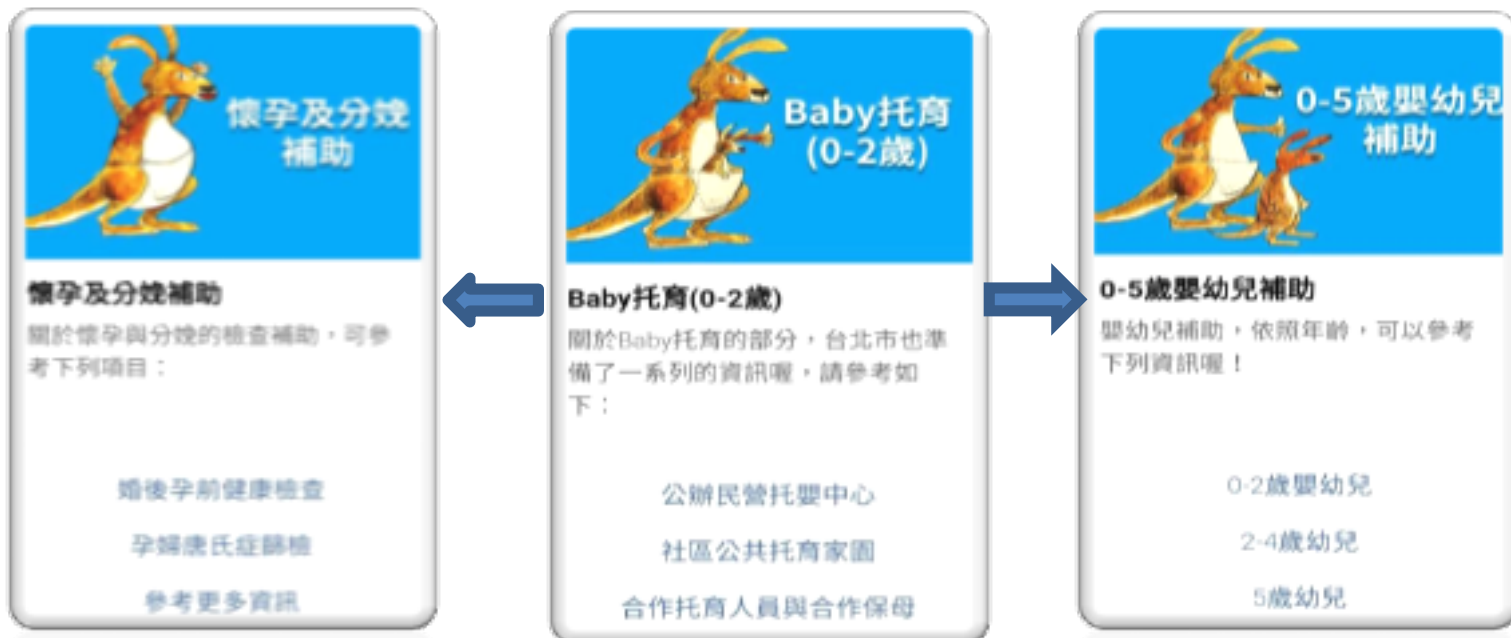 懷孕及分娩
補助
懷孕及分娩補助
關於懷孕與分娩的檢查補助，可參
考下列項目：
婚後孕前健康檢查
孕婦唐氏症篩檢
參考更多資訊
Baby托育
(0-2歲)
Baby托育(0-2歲)
關於Baby托育的部分，台北市也準
備了一系列的資訊喔，請參考如
下：
公辦民營托嬰中心
社區公共托育家園
合作托育人員與合作保母
0-5歲嬰幼兒
補助
0-5歲嬰幼兒補助
嬰幼兒補助，依照年齡，可以參考
下列資訊喔！
0-2歲嬰幼兒
2-4歲幼兒
5歲幼兒